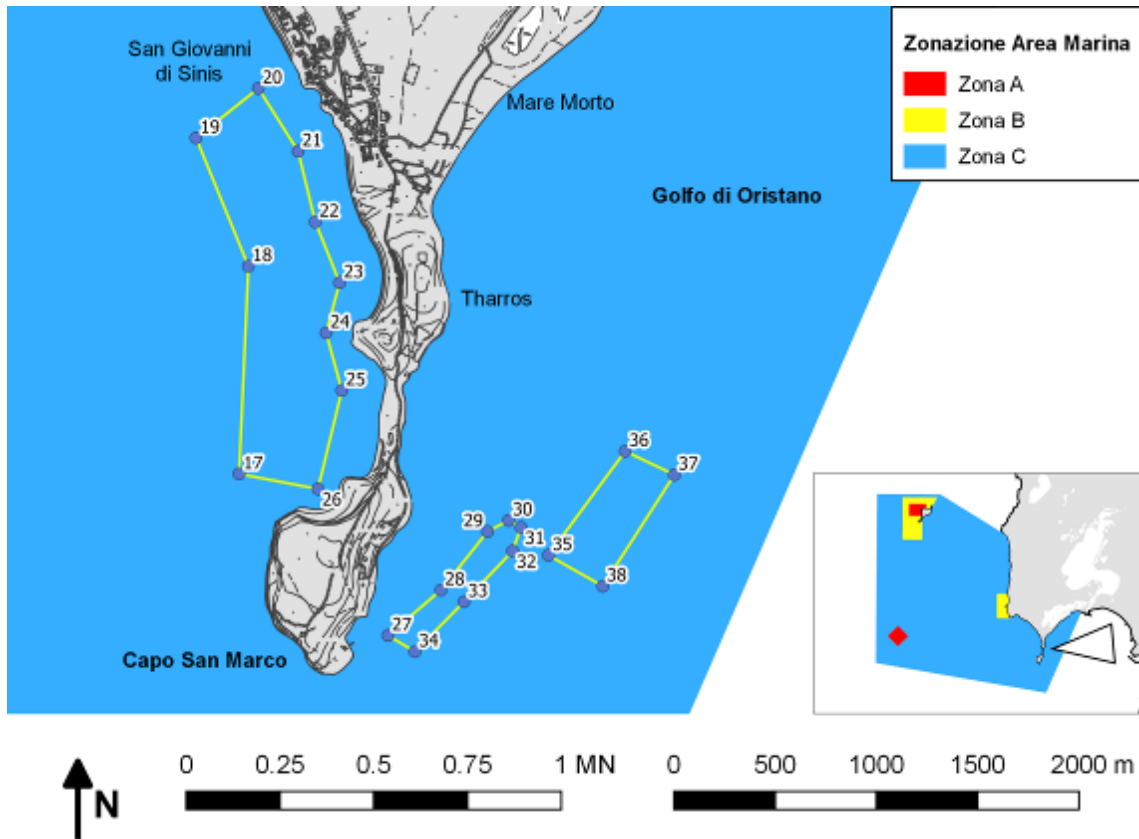 San Giovanni
di Sinis
20
19
21
22
18
23
24
25
17
26
Mare Morto
Golfo di Oristano
Tharros
36
37
30
29
31
35
32
28
38
33
27
34
Capo San Marco
Zonazione Area Marina
Zona A
Zona B
Zona C
N
0 0.25 0.5 0.75 1 MN
0 500 1000 1500 2000 m